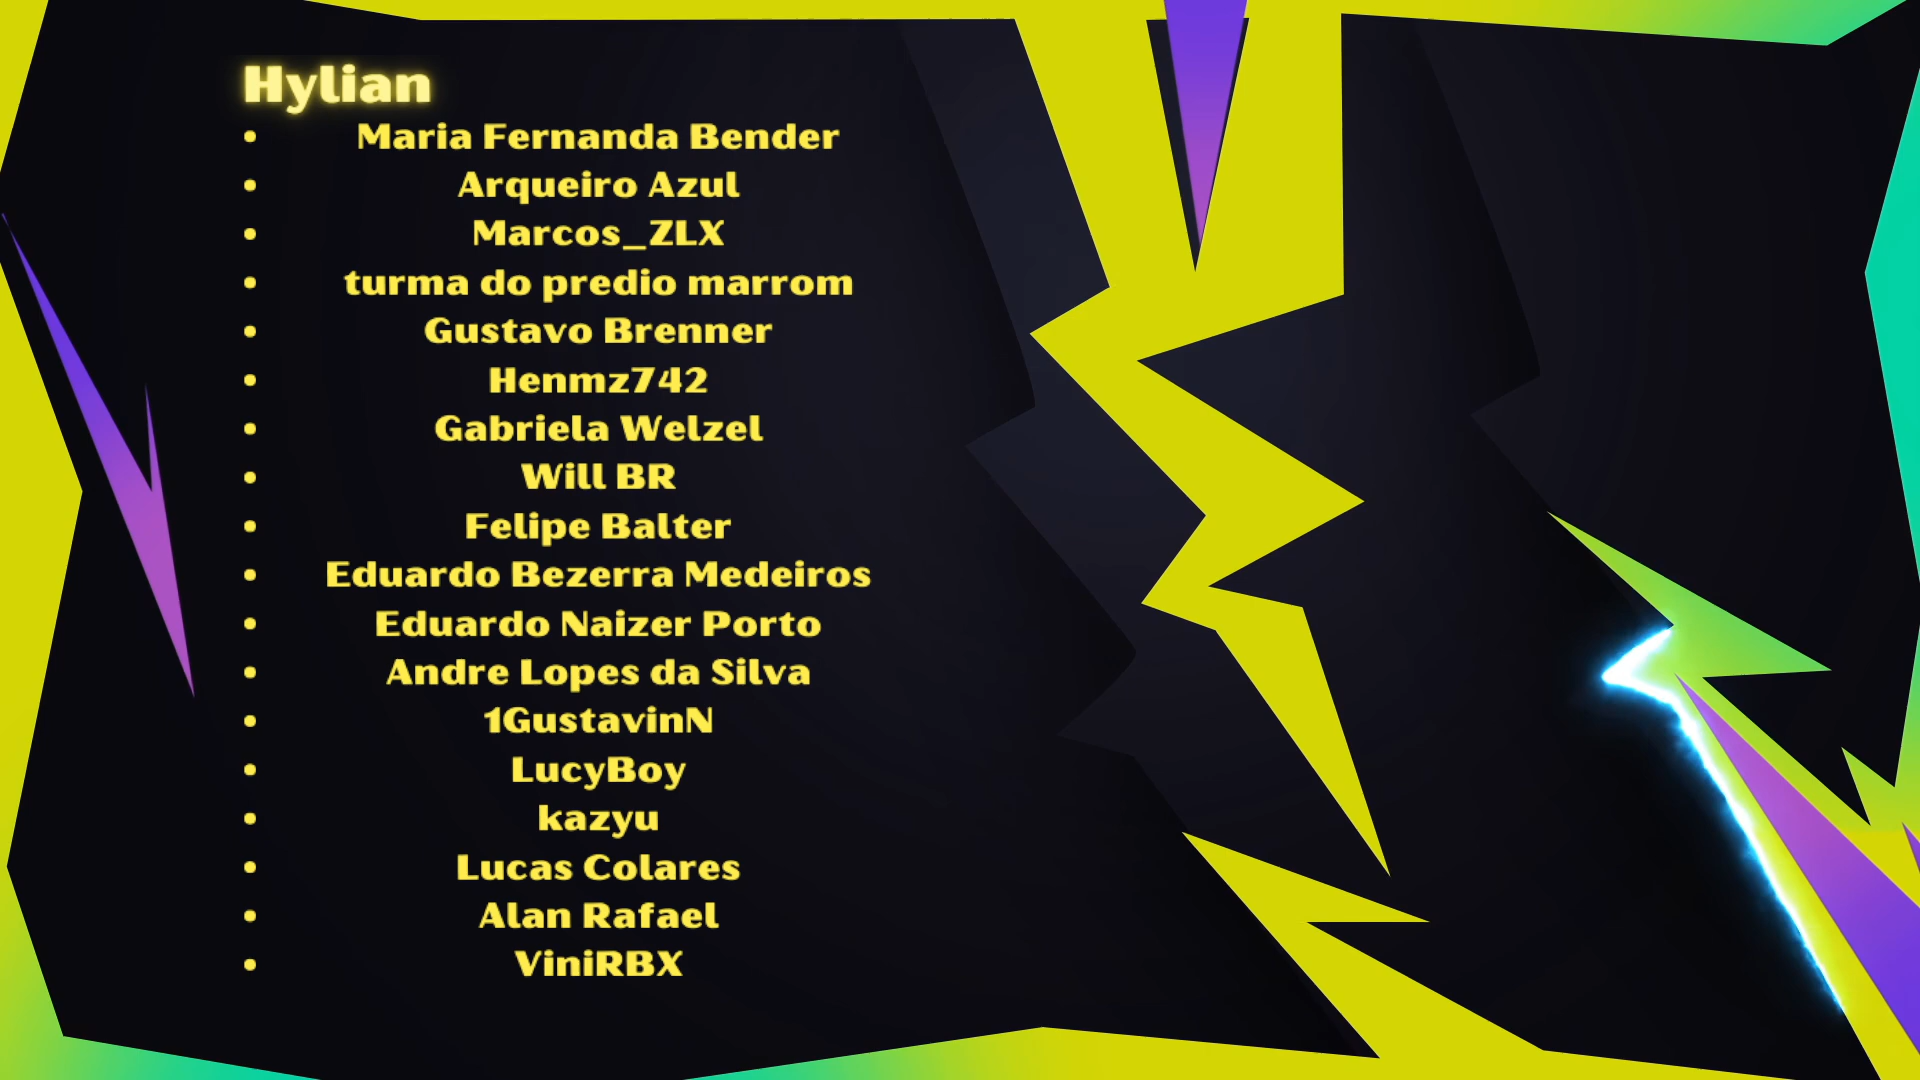 Hylian
• Maria Fernanda Bender
• Arqueiro Azul
• Marcos_ZLX
• turma do predio marrom
• Gustavo Brenner
• Henmz742
• Gabriela Welzel
• Will BR
• Felipe Balter
• Eduardo Bezerra Medeiros
• Eduardo Naizer Porto
• Andre Lopes da Silva
• 1GustavinN
• LucyBoy
• kazyu
• Lucas Colares
• Alan Rafael
• ViniRBX